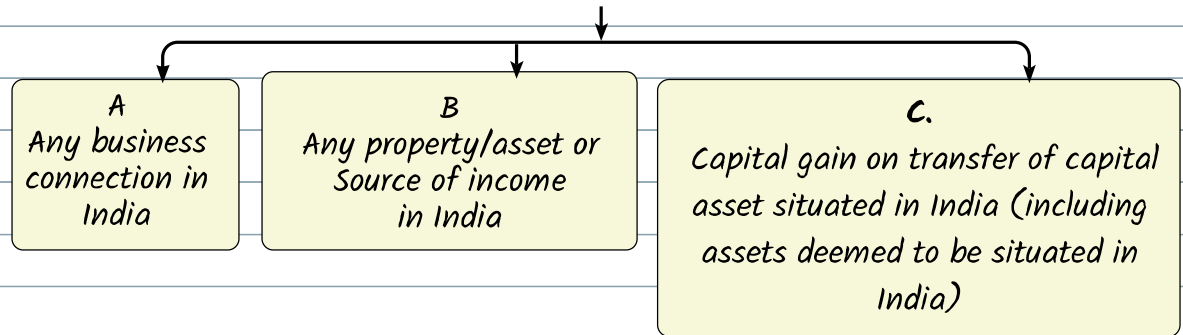 A
Any business
connection in
India
B
Any property/asset or
Source of income
in India
C.
Capital gain on transfer of capital
asset situated in India (including
assets deemed to be situated in
India)